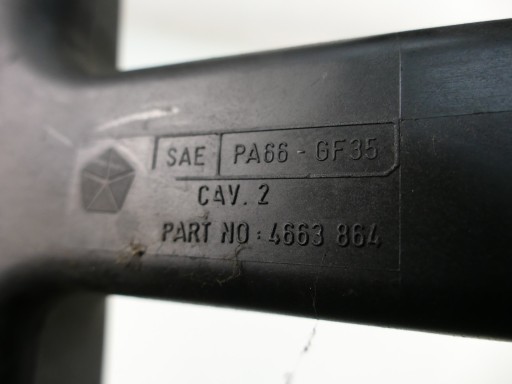 SAE PA66 - GF35
CAV. 2
PART NO : 4663 864